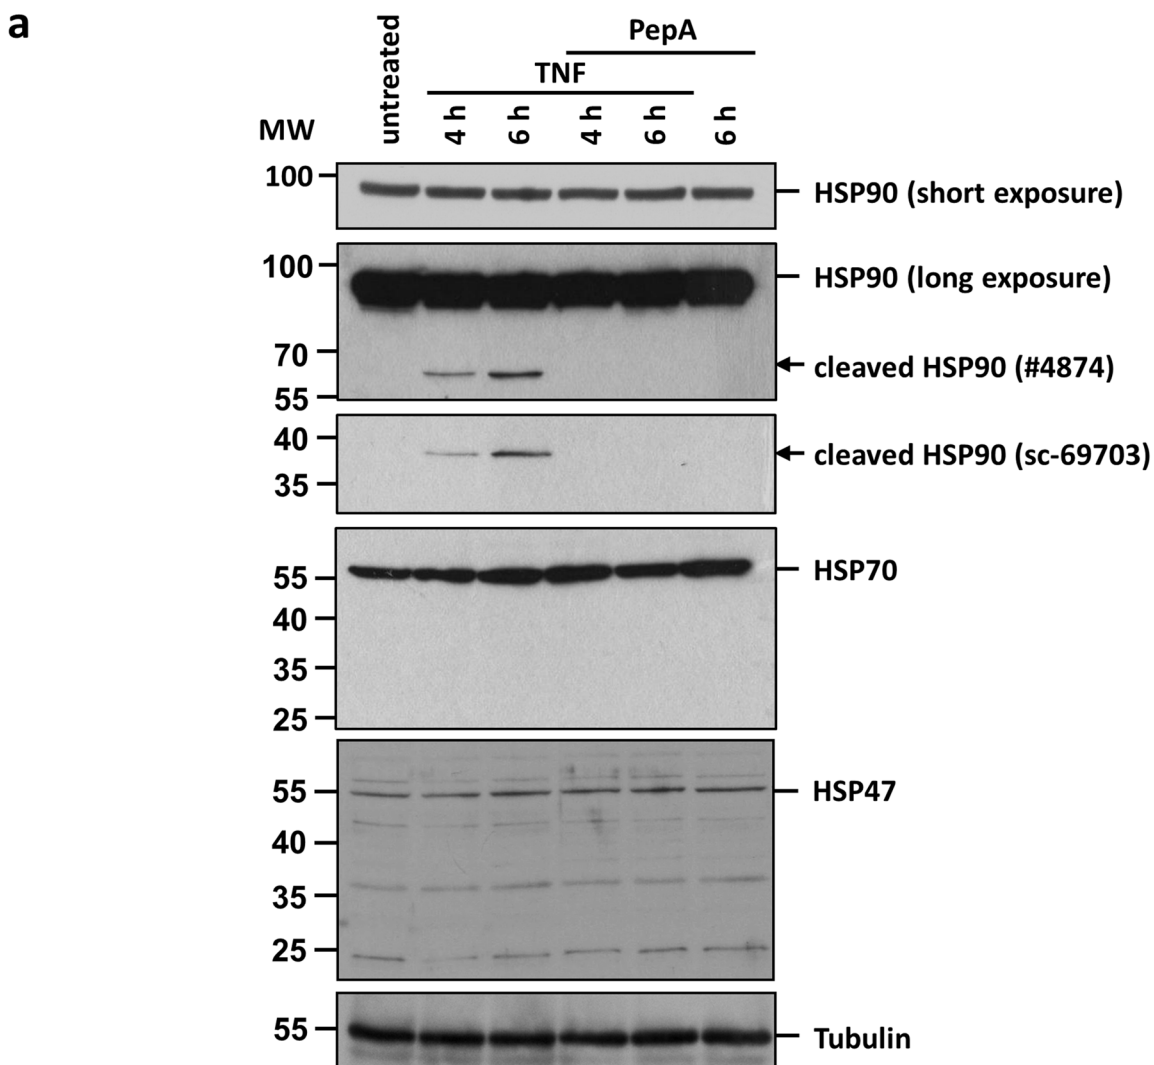 a
PepA
TNF
untreated 4 h 6 h 4 h 6 h 6 h
MW
100 HSP90 (short exposure)
100 HSP90 (long exposure)
70 cleaved HSP90 (#4874)
55
40 cleaved HSP90 (sc-69703)
35
55 HSP70
40
35
25
55 HSP47
40
35
25
55 Tubulin